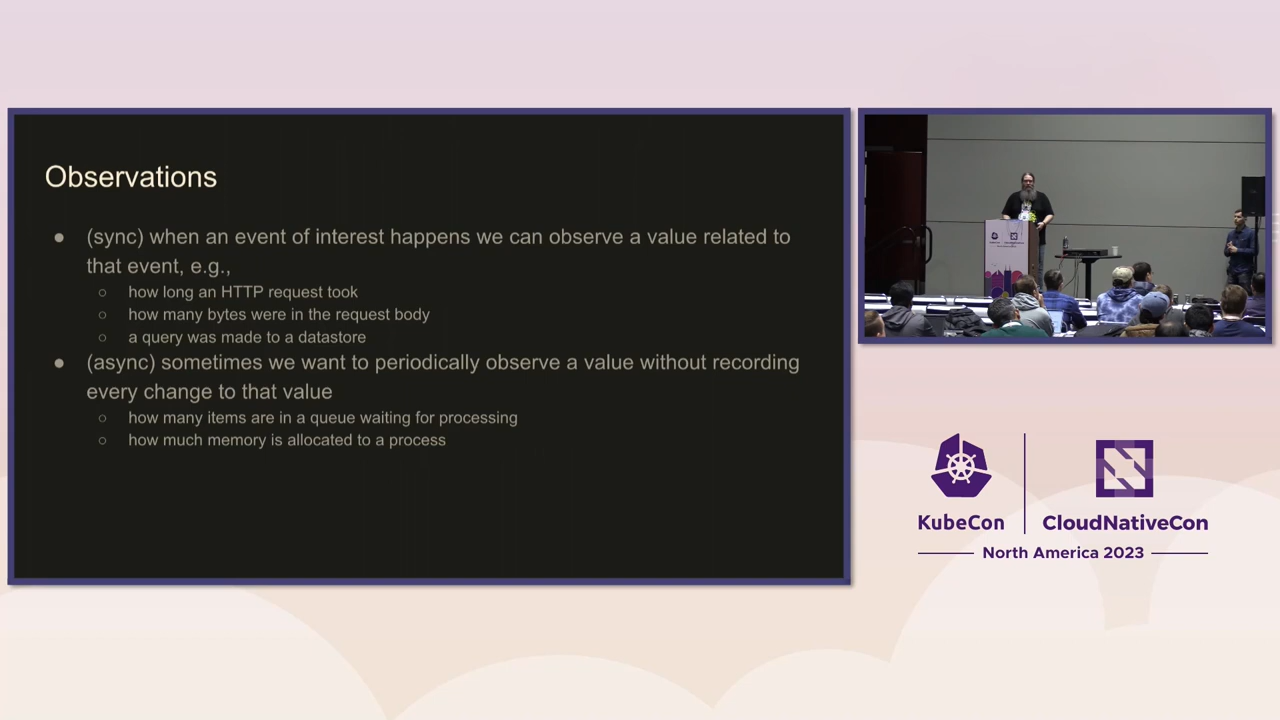 Observations
● (sync) when an event of interest happens we can observe a value related to
that event, e.g.,
○ how long an HTTP request took
○ how many bytes were in the request body
○ a query was made to a datastore
● (async) sometimes we want to periodically observe a value without recording
every change to that value
○ how many items are in a queue waiting for processing
○ how much memory is allocated to a process
KubeCon
CloudNativeCon
North America 2023